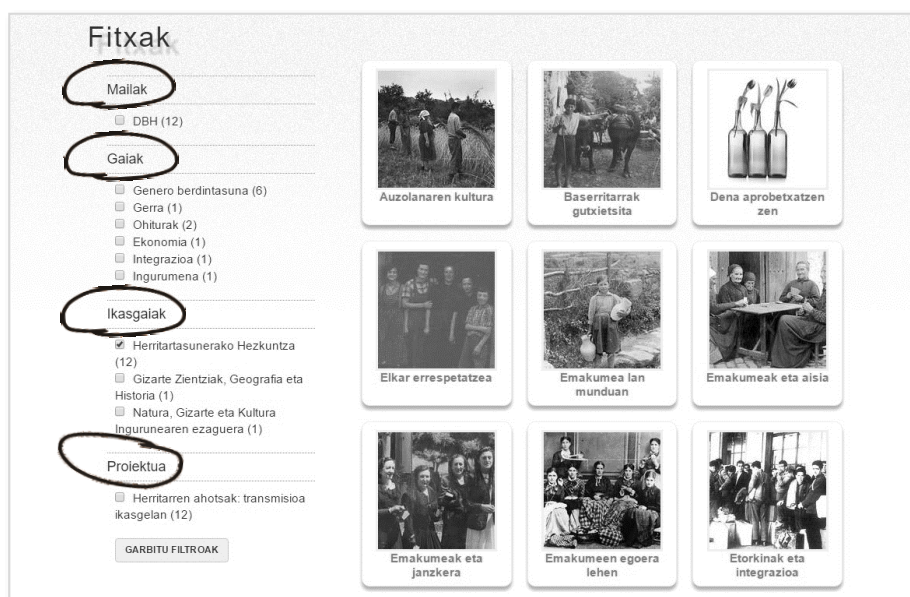 Fitxak
Mailak
DBH (12)
Gaiak
Genero berdintasuna (6)
Gerra (1)
Ohiturak (2)
Ekonomia (1)
Integrazioa (1)
Ingurumena (1)
Ikasgaiak
Herritartasunerako Hezkuntza
(12)
Gizarte Zientziak, Geografia eta
Historia (1)
Natura, Gizarte eta Kultura
Ingurunearen ezaguera (1)
Proiektua
Herritarren ahotsak: transmisioa
ikasgelan (12)
GARBITU FILTROAK
Auzolanaren kultura
Baserritarrak
gutxietsita
Dena aprobetxatzen
zen
Elkar errespetatzea
Emakumea lan
munduan
Emakumeak eta aisia
Emakumeak eta
janzkera
Emakumeen egoera
lehen
Etorkinak eta
integrazioa